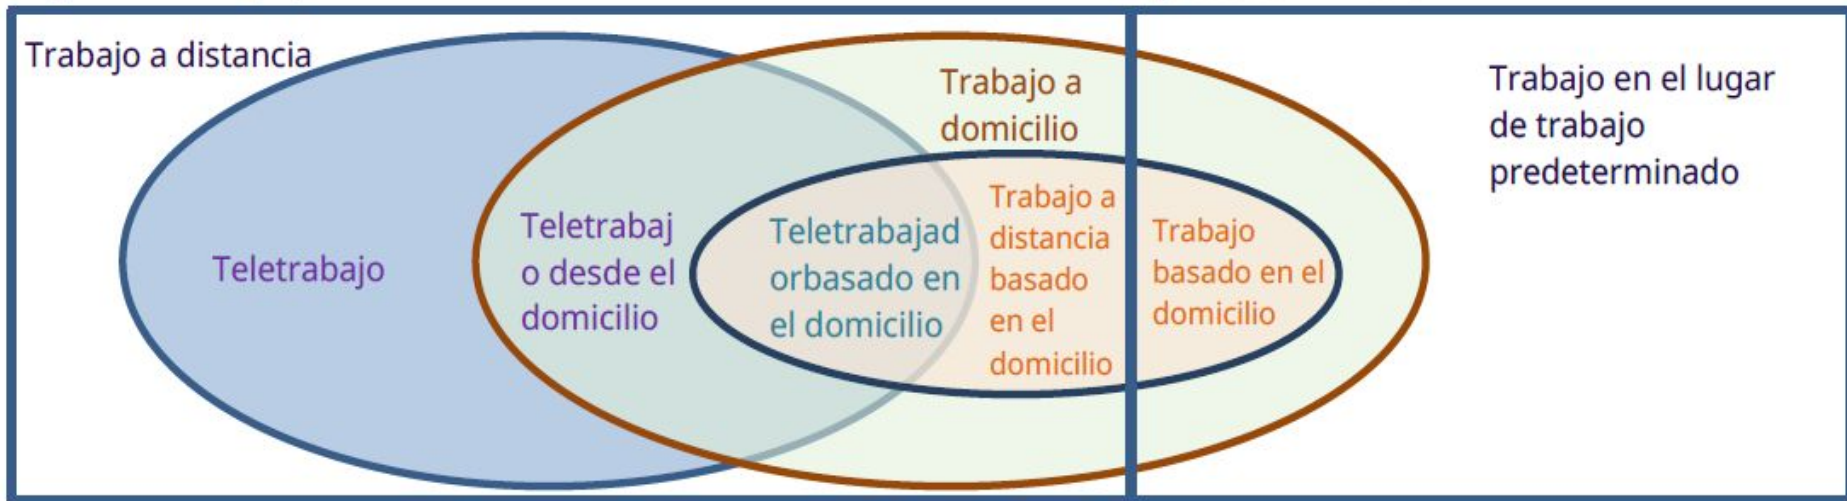 Trabajo a distancia
Trabajo a
domicilio
Trabajo en el lugar
de trabajo
predeterminado
Teletrabajo
Teletrabaj
o desde el
domicilio
Teletrabajad
orbasado en
el domicilio
Trabajo a
distancia
basado
en el
domicilio
Trabajo
basado en el
domicilio